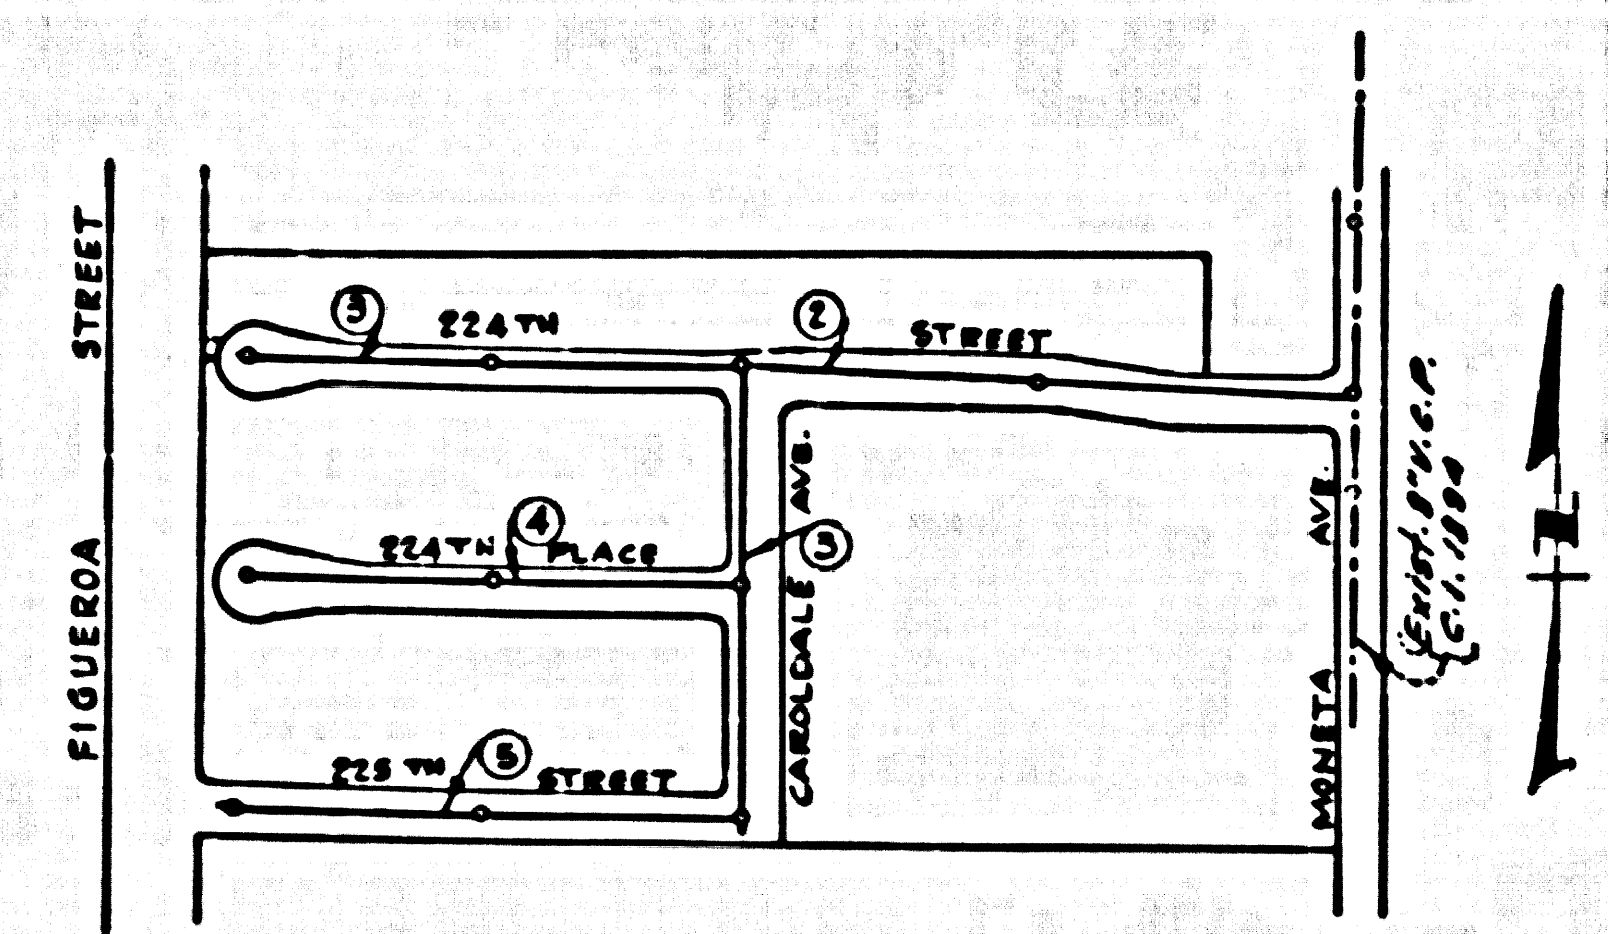 STREET
FIGUEROA
3
224TH
2
STREET
4
224TH
PLACE
3
AVE.
CAROLDALE
5
225TH
STREET
AVE.
MONETA
Exist. 8" V.C.P.
C.I. 1894